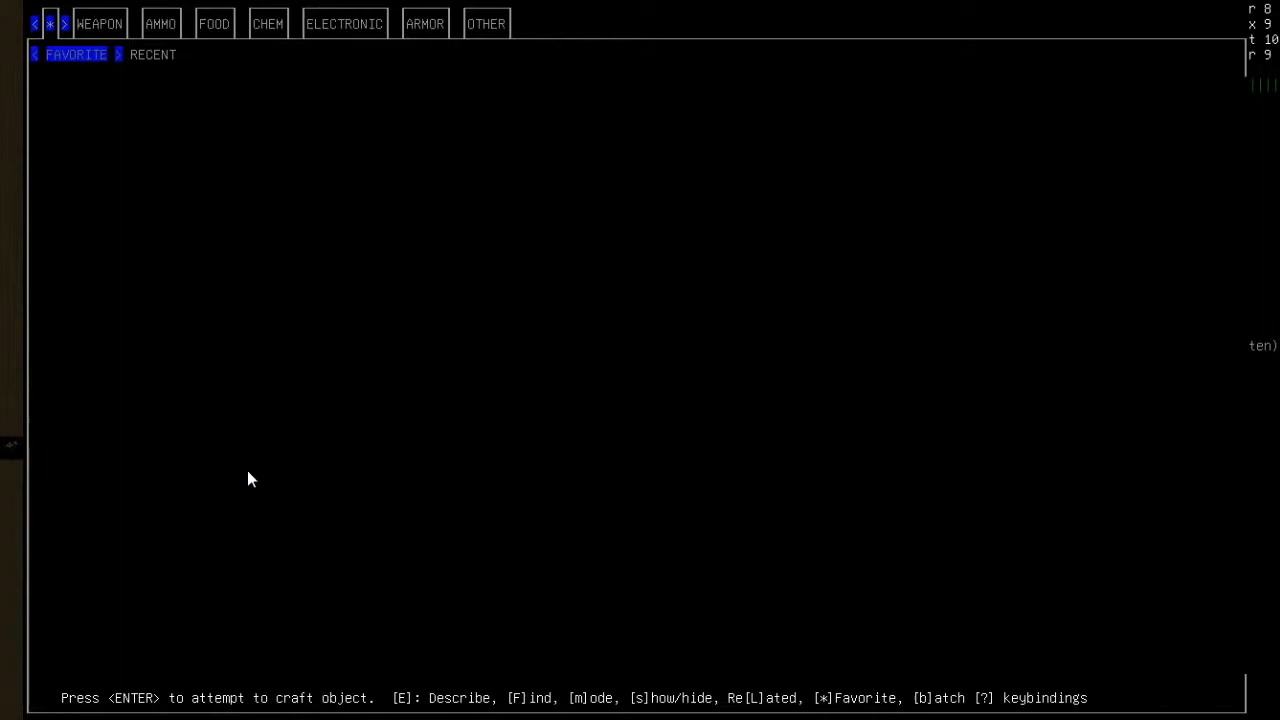 < * > WEAPON AMMO FOOD CHEM ELECTRONIC ARMOR OTHER
< FAVORITE > RECENT
r 8
x 9
t 10
r 9
||||
ten)
Press <ENTER> to attempt to craft object. [E]: Describe, [F]ind, [m]ode, [s]how/hide, Re[L]ated, [*]Favorite, [b]atch [?] keybindings